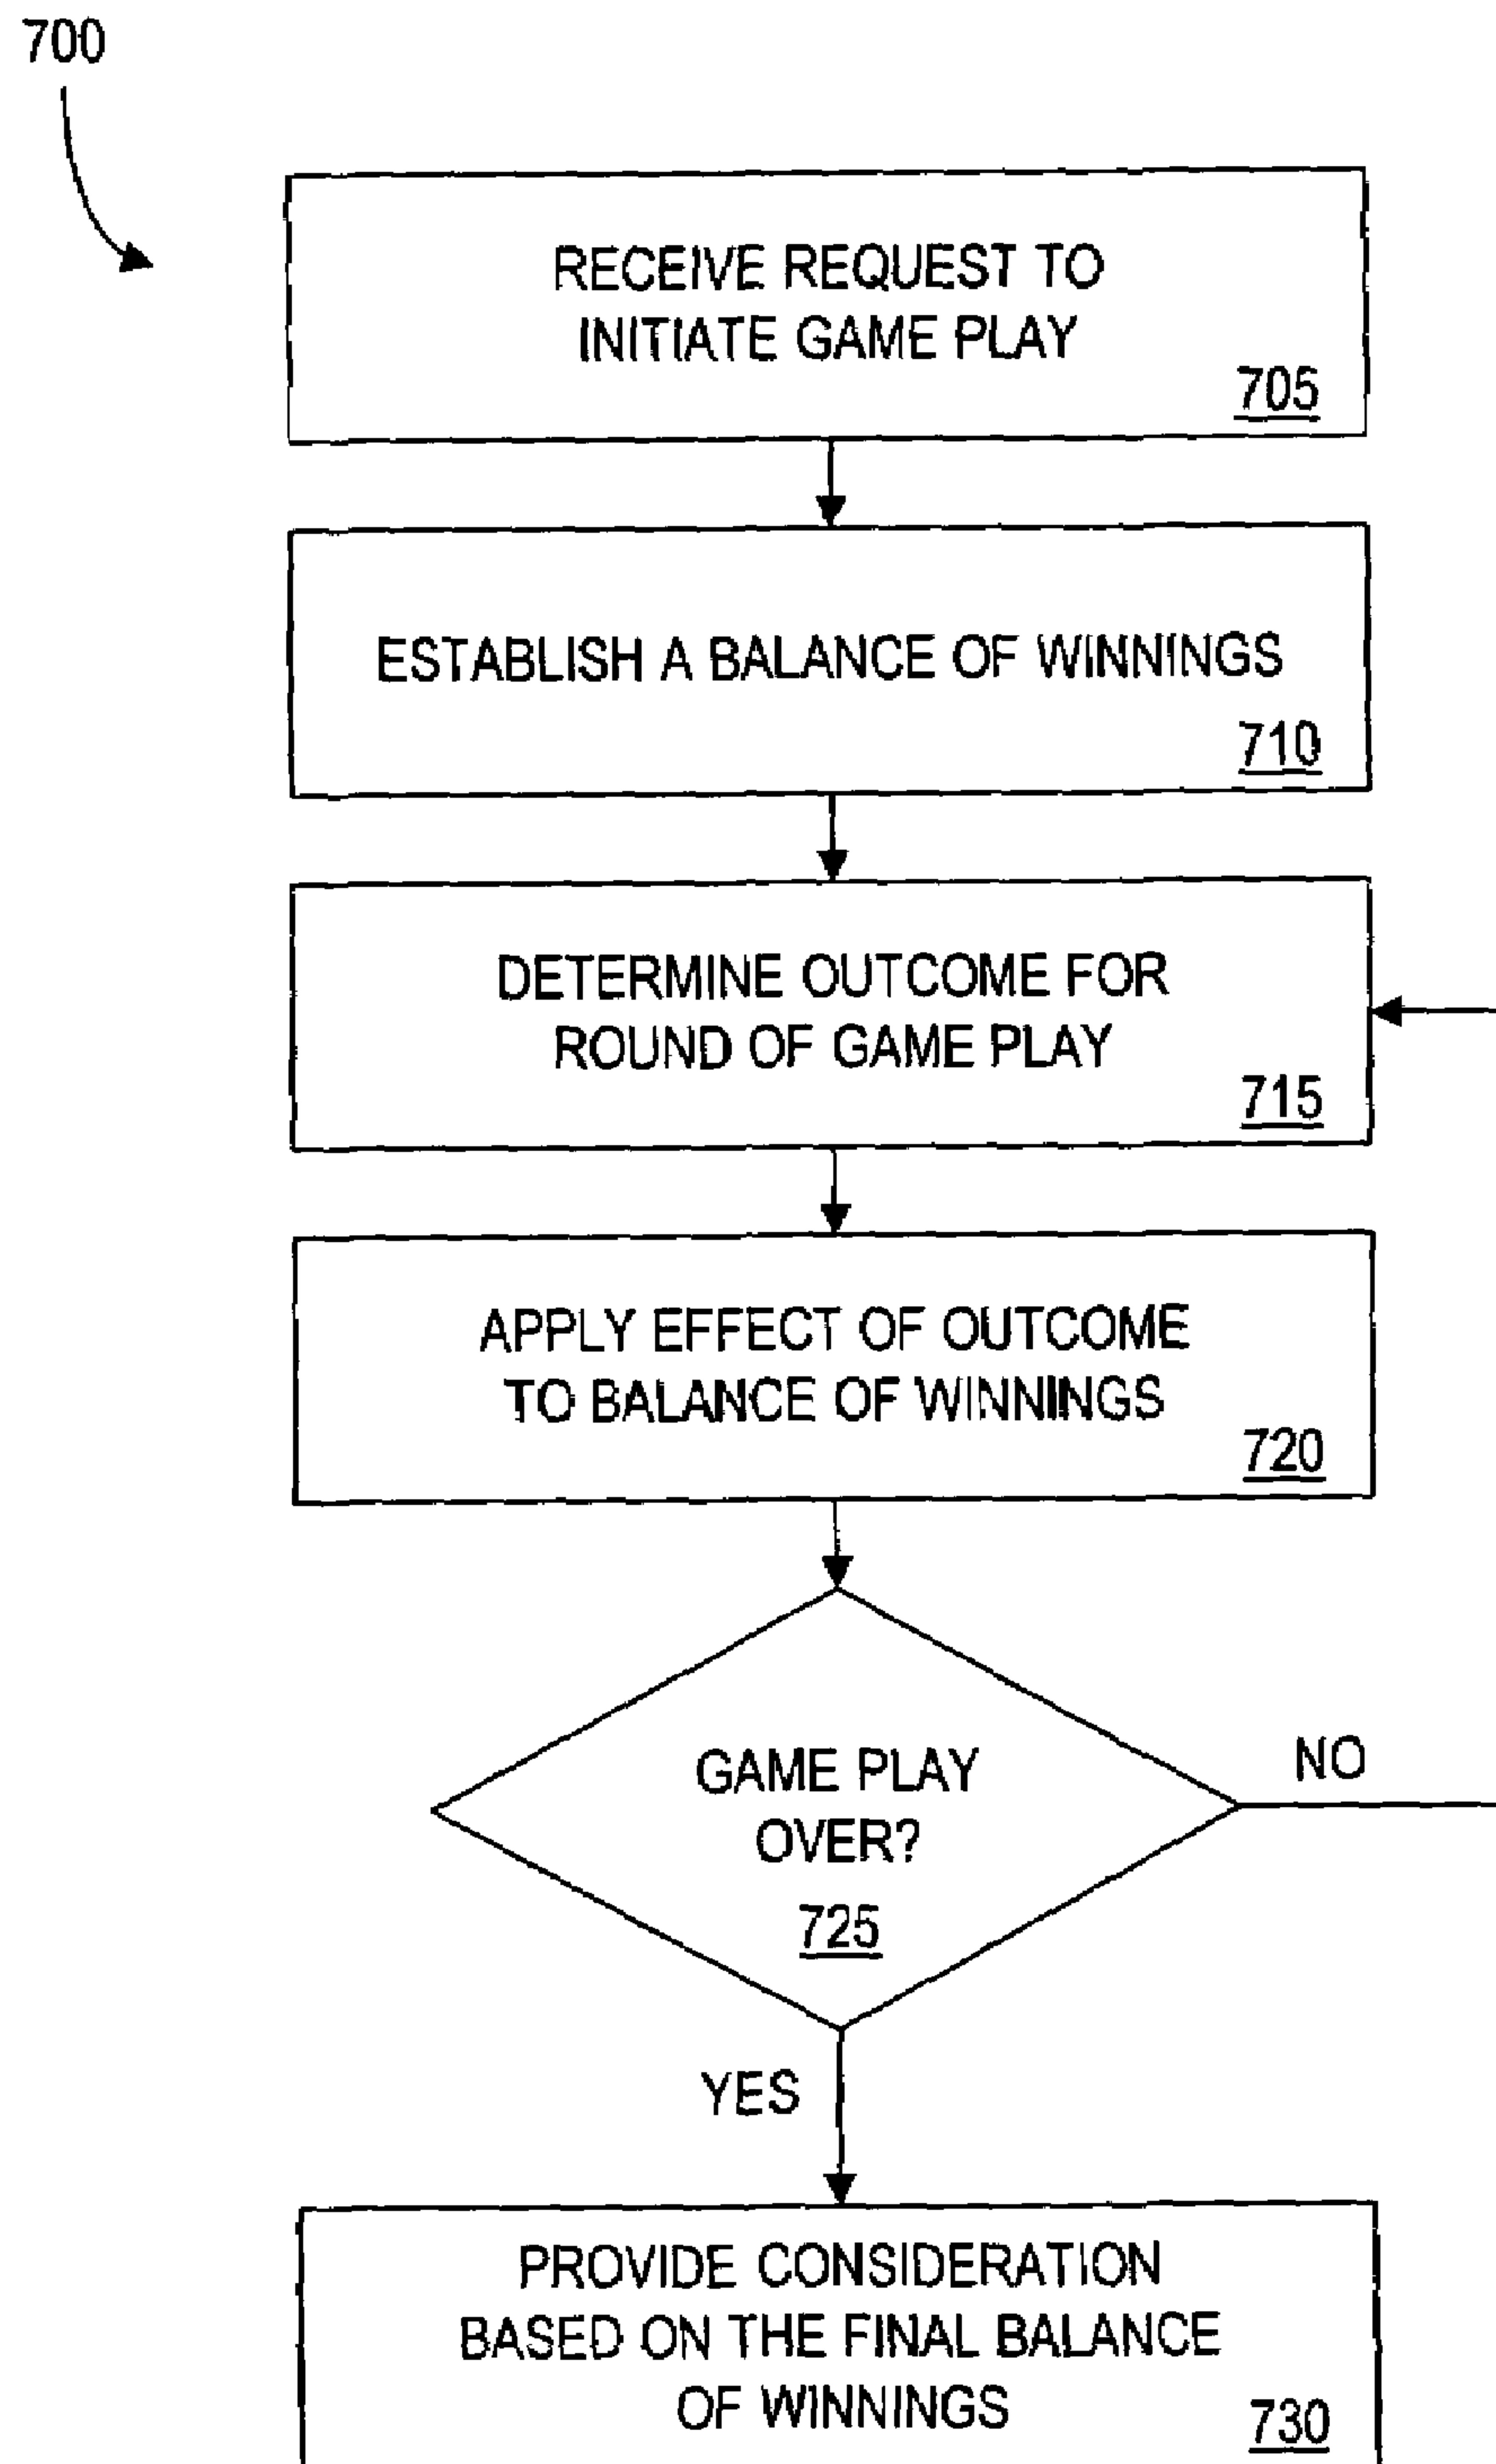 700
RECEIVE REQUEST TO
INITIATE GAME PLAY
705
ESTABLISH A BALANCE OF WINNINGS
710
DETERMINE OUTCOME FOR
ROUND OF GAME PLAY
715
APPLY EFFECT OF OUTCOME
TO BALANCE OF WINNINGS
720
GAME PLAY
OVER?
725
NO
YES
PROVIDE CONSIDERATION
BASED ON THE FINAL BALANCE
OF WINNINGS
730